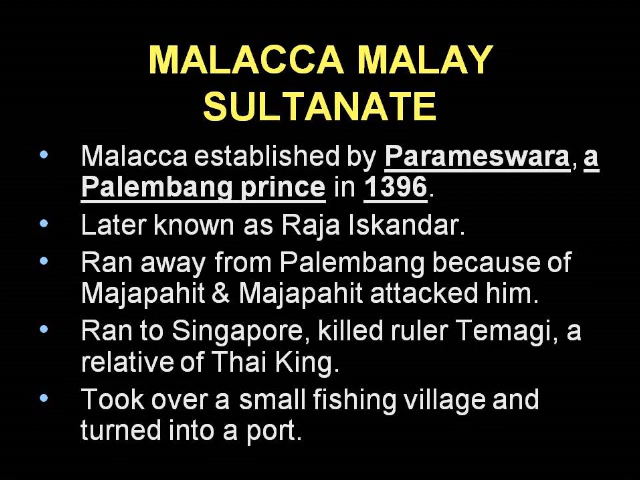 MALACCA MALAY
SULTANATE
• Malacca established by Parameswara, a
Palembang prince in 1396.
• Later known as Raja Iskandar.
• Ran away from Palembang because of
Majapahit & Majapahit attacked him.
• Ran to Singapore, killed ruler Temagi, a
relative of Thai King.
• Took over a small fishing village and
turned into a port.